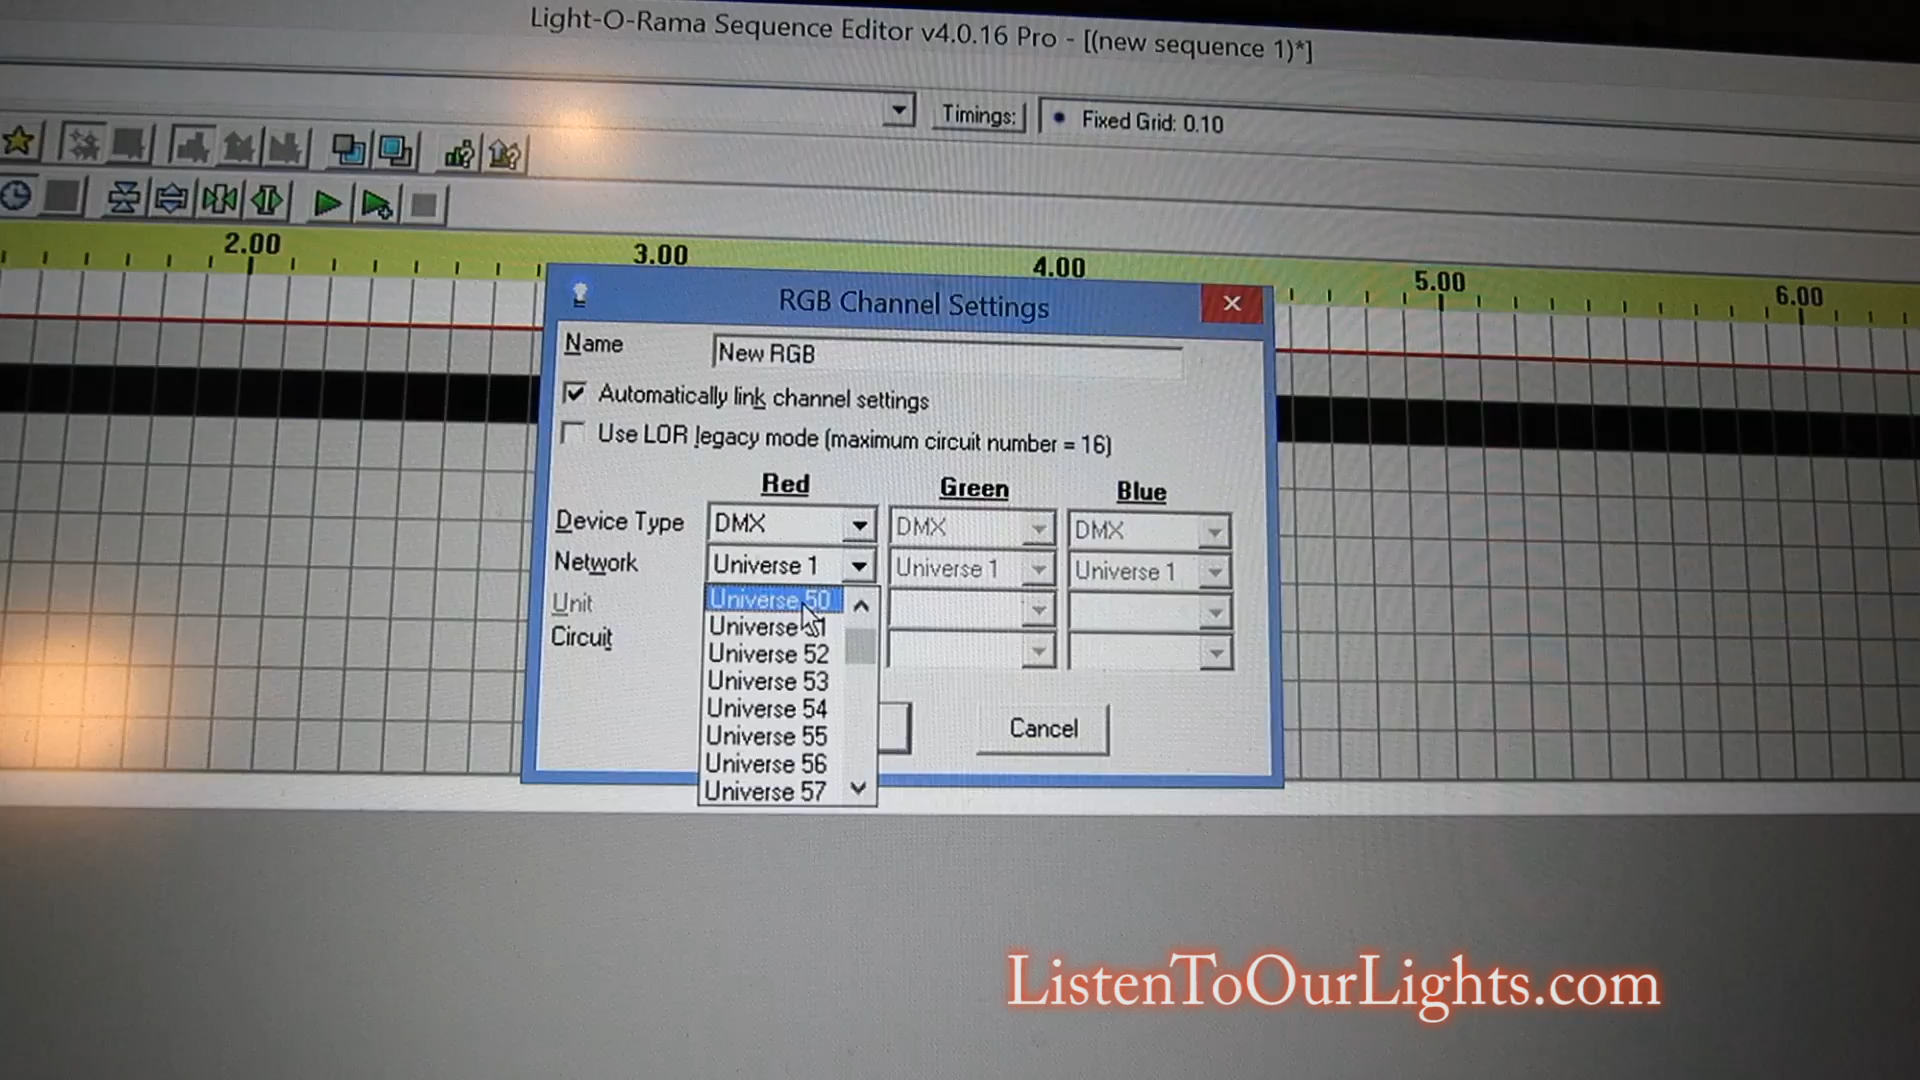 Light-O-Rama Sequence Editor v4.0.16 Pro - [(new sequence 1)*]
Timings: Fixed Grid: 0.10
2.00 3.00 4.00 5.00 6.00
RGB Channel Settings
Name New RGB
Automatically link channel settings
Use LOR legacy mode (maximum circuit number = 16)
Red Green Blue
Device Type DMX DMX DMX
Network Universe 1 Universe 1 Universe 1
Unit
Circuit
Universe 50
Universe 51
Universe 52
Universe 53
Universe 54
Universe 55
Universe 56
Universe 57
Cancel
ListenToOurLights.com